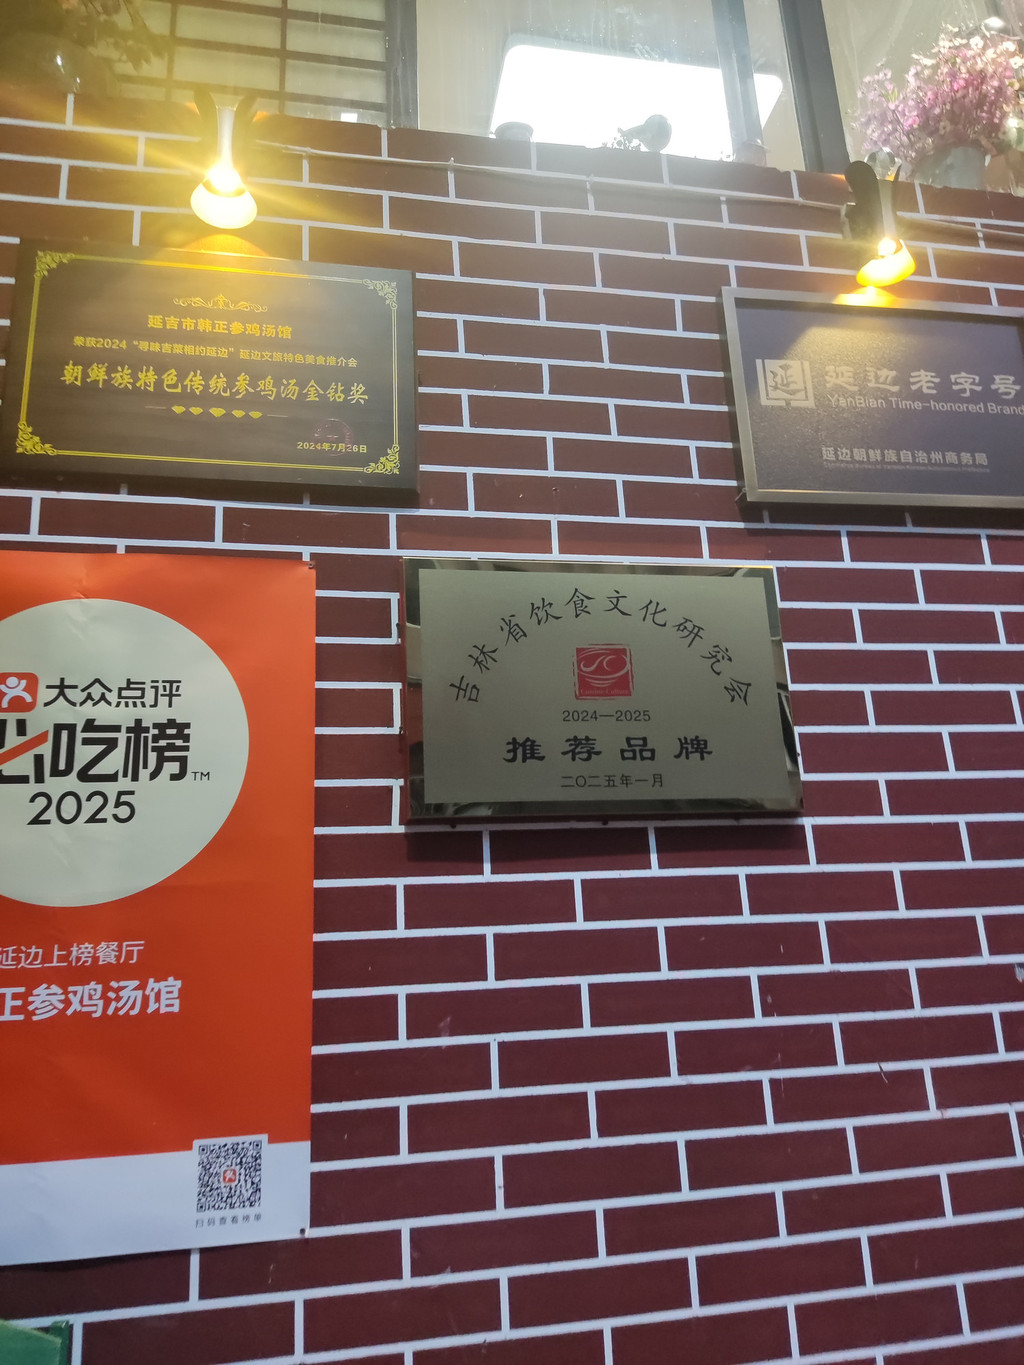 延吉市韩正参鸡汤馆
荣获2024“寻味吉菜相约延边”延边文旅特色美食推介会
朝鲜族特色传统参鸡汤金钻奖
2024年7月26日
延
延边老字号
YanBian Time-honored Brand
延边朝鲜族自治州商务局
吉林省饮食文化研究会
2024—2025
推荐品牌
二〇二五年一月
大众点评
必吃榜™
2025
延边上榜餐厅
正参鸡汤馆
扫码查看榜单